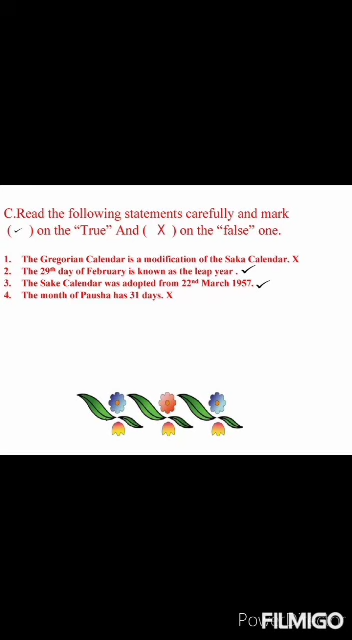 C.Read the following statements carefully and mark
(✓ ) on the “True” And ( X ) on the “false” one.
1. The Gregorian Calendar is a modification of the Saka Calendar. X
2. The 29th day of February is known as the leap year . ✓
3. The Sake Calendar was adopted from 22nd March 1957. ✓
4. The month of Pausha has 31 days. X
FILMIGO